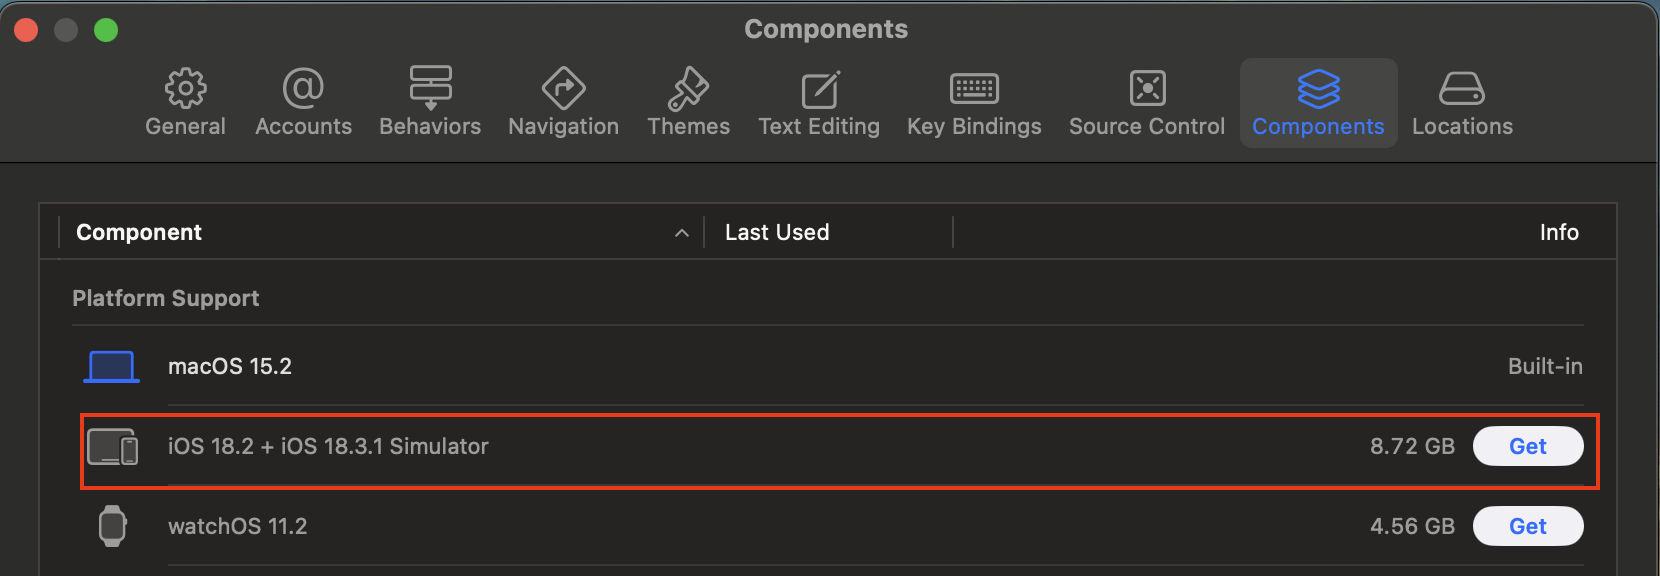 Components
General Accounts Behaviors Navigation Themes Text Editing Key Bindings Source Control Components Locations
Component Last Used Info
Platform Support
macOS 15.2 Built-in
iOS 18.2 + iOS 18.3.1 Simulator 8.72 GB Get
watchOS 11.2 4.56 GB Get